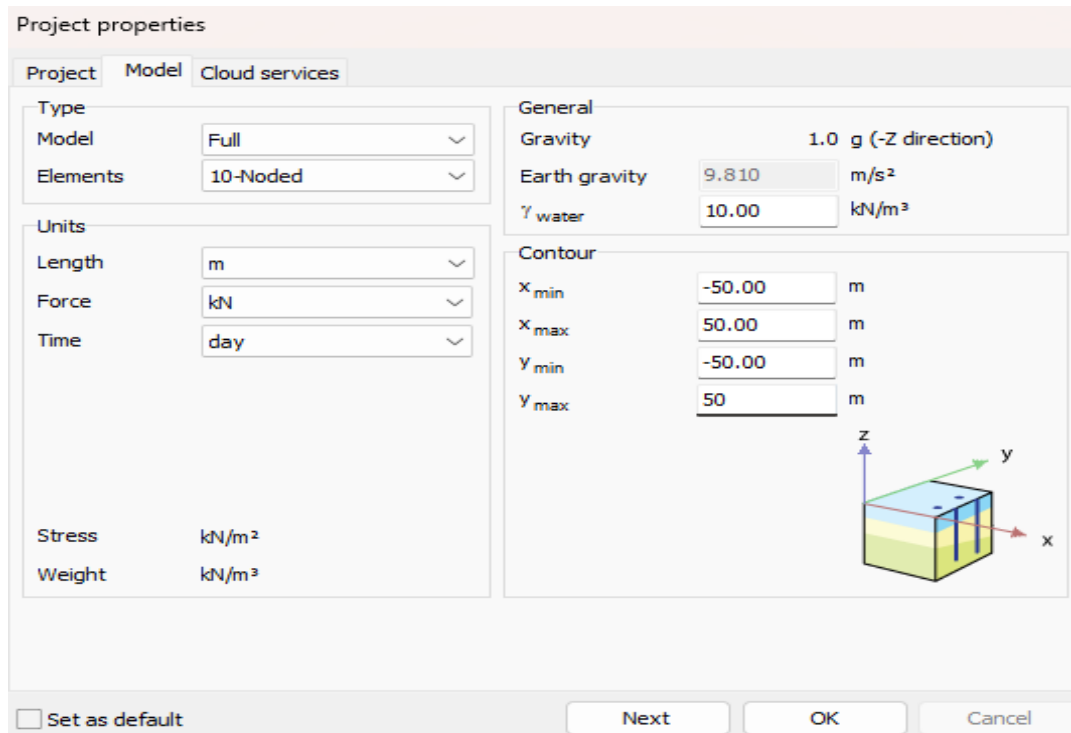 Project properties
Project Model Cloud services
Type
Model Full
Elements 10-Noded
Units
Length m
Force kN
Time day
Stress kN/m²
Weight kN/m³
General
Gravity 1.0 g (-Z direction)
Earth gravity 9.810 m/s²
γ water 10.00 kN/m³
Contour
x min -50.00 m
x max 50.00 m
y min -50.00 m
y max 50 m
z
y
x
Set as default Next OK Cancel